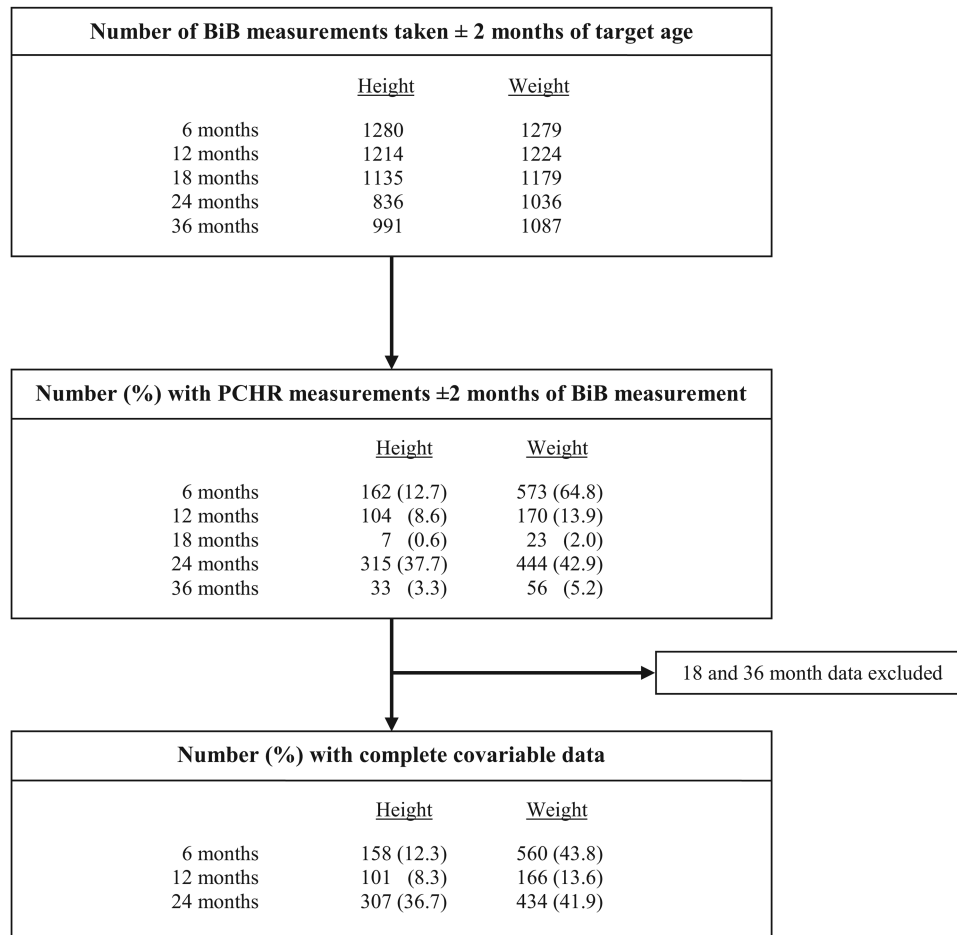 Number of BiB measurements taken ± 2 months of target age
Height Weight
6 months 1280 1279
12 months 1214 1224
18 months 1135 1179
24 months 836 1036
36 months 991 1087
Number (%) with PCHR measurements ±2 months of BiB measurement
Height Weight
6 months 162 (12.7) 573 (64.8)
12 months 104 (8.6) 170 (13.9)
18 months 7 (0.6) 23 (2.0)
24 months 315 (37.7) 444 (42.9)
36 months 33 (3.3) 56 (5.2)
18 and 36 month data excluded
Number (%) with complete covariable data
Height Weight
6 months 158 (12.3) 560 (43.8)
12 months 101 (8.3) 166 (13.6)
24 months 307 (36.7) 434 (41.9)